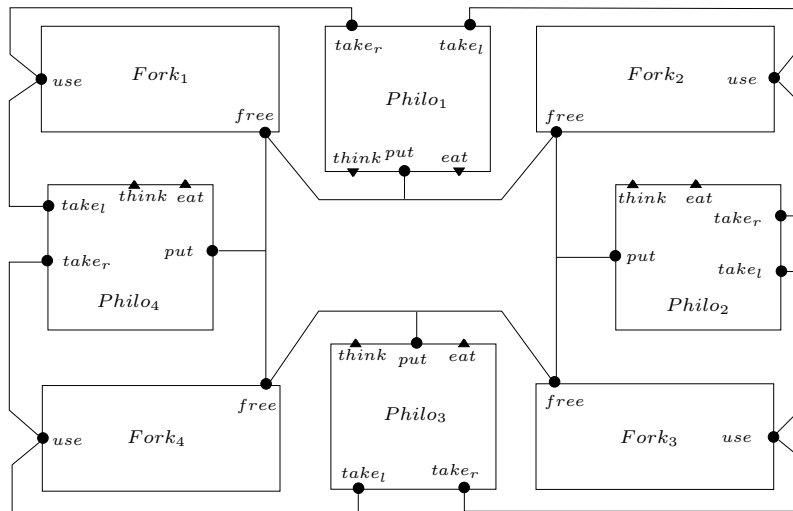 take_r take_l
Fork_1 Philo_1 Fork_2
use use
free free
think put eat
think eat think eat
take_l take_r
put put
take_r take_l
Philo_4 Philo_2
think put eat
free free
Fork_4 Philo_3 Fork_3
use use
take_l take_r